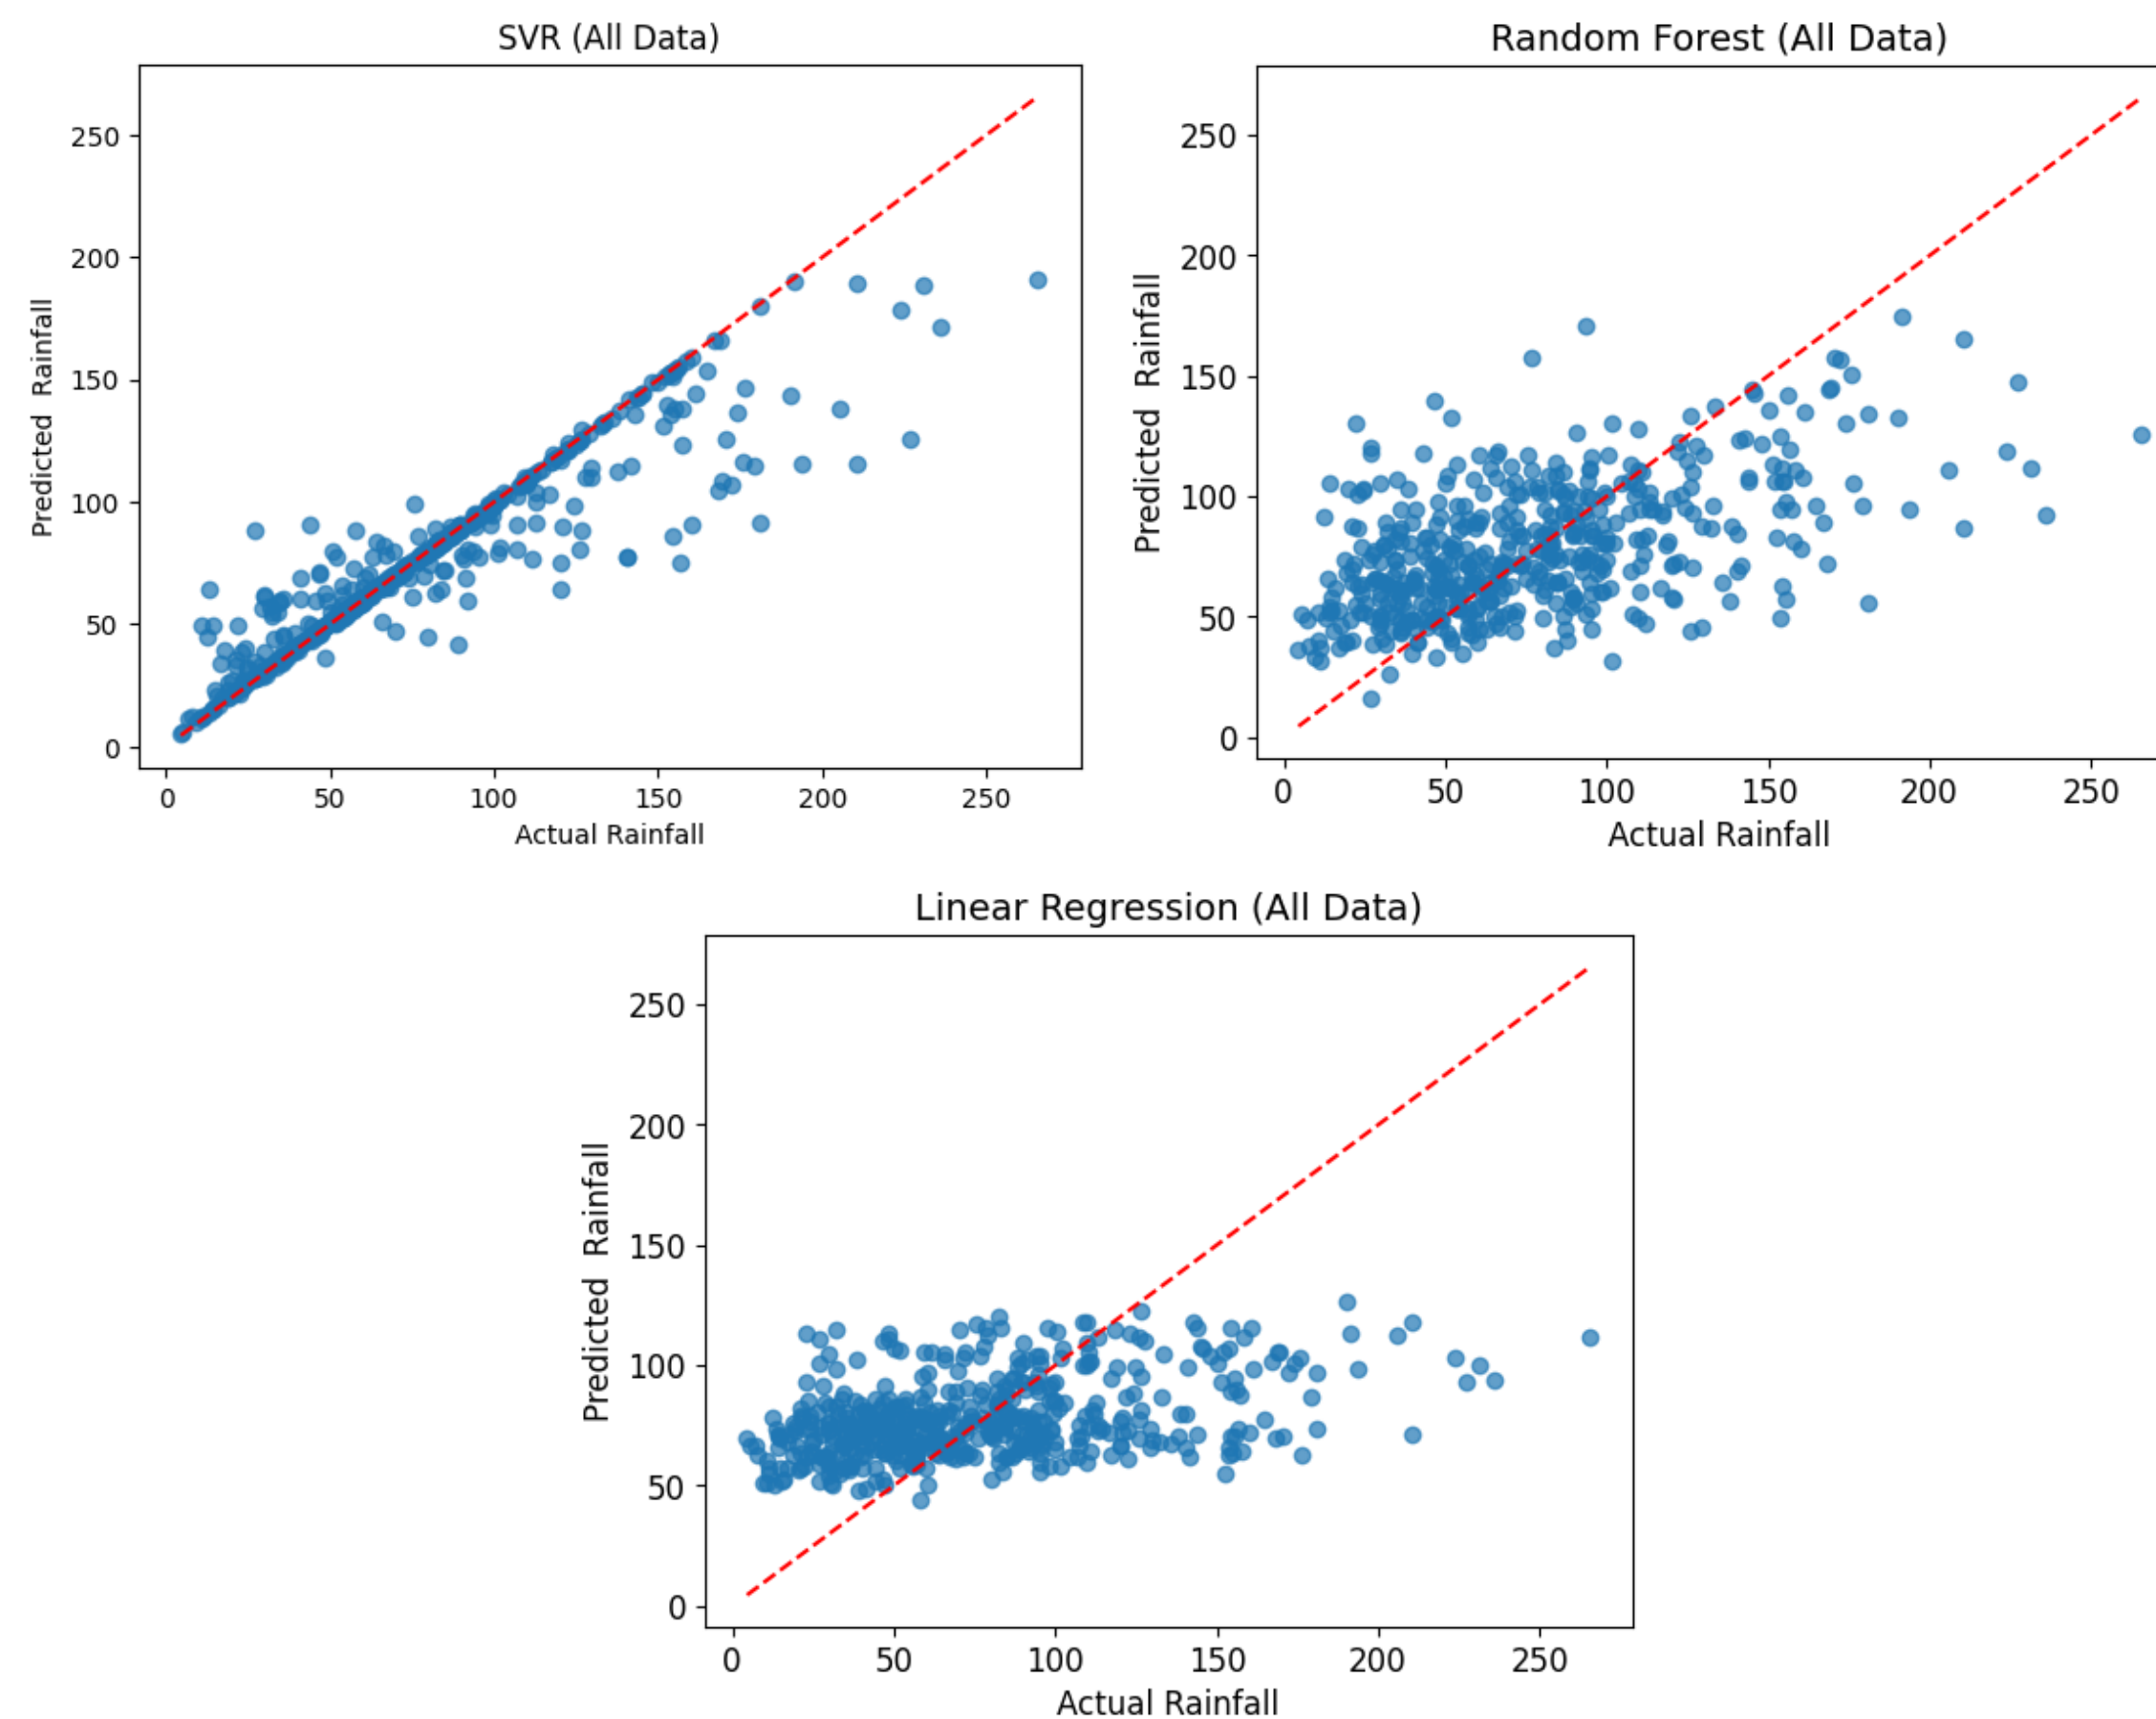 SVR (All Data)
250
200
150
100
50
0
Predicted Rainfall
0 50 100 150 200 250
Actual Rainfall
Random Forest (All Data)
250
200
150
100
50
0
Predicted Rainfall
0 50 100 150 200 250
Actual Rainfall
Linear Regression (All Data)
250
200
150
100
50
0
Predicted Rainfall
0 50 100 150 200 250
Actual Rainfall